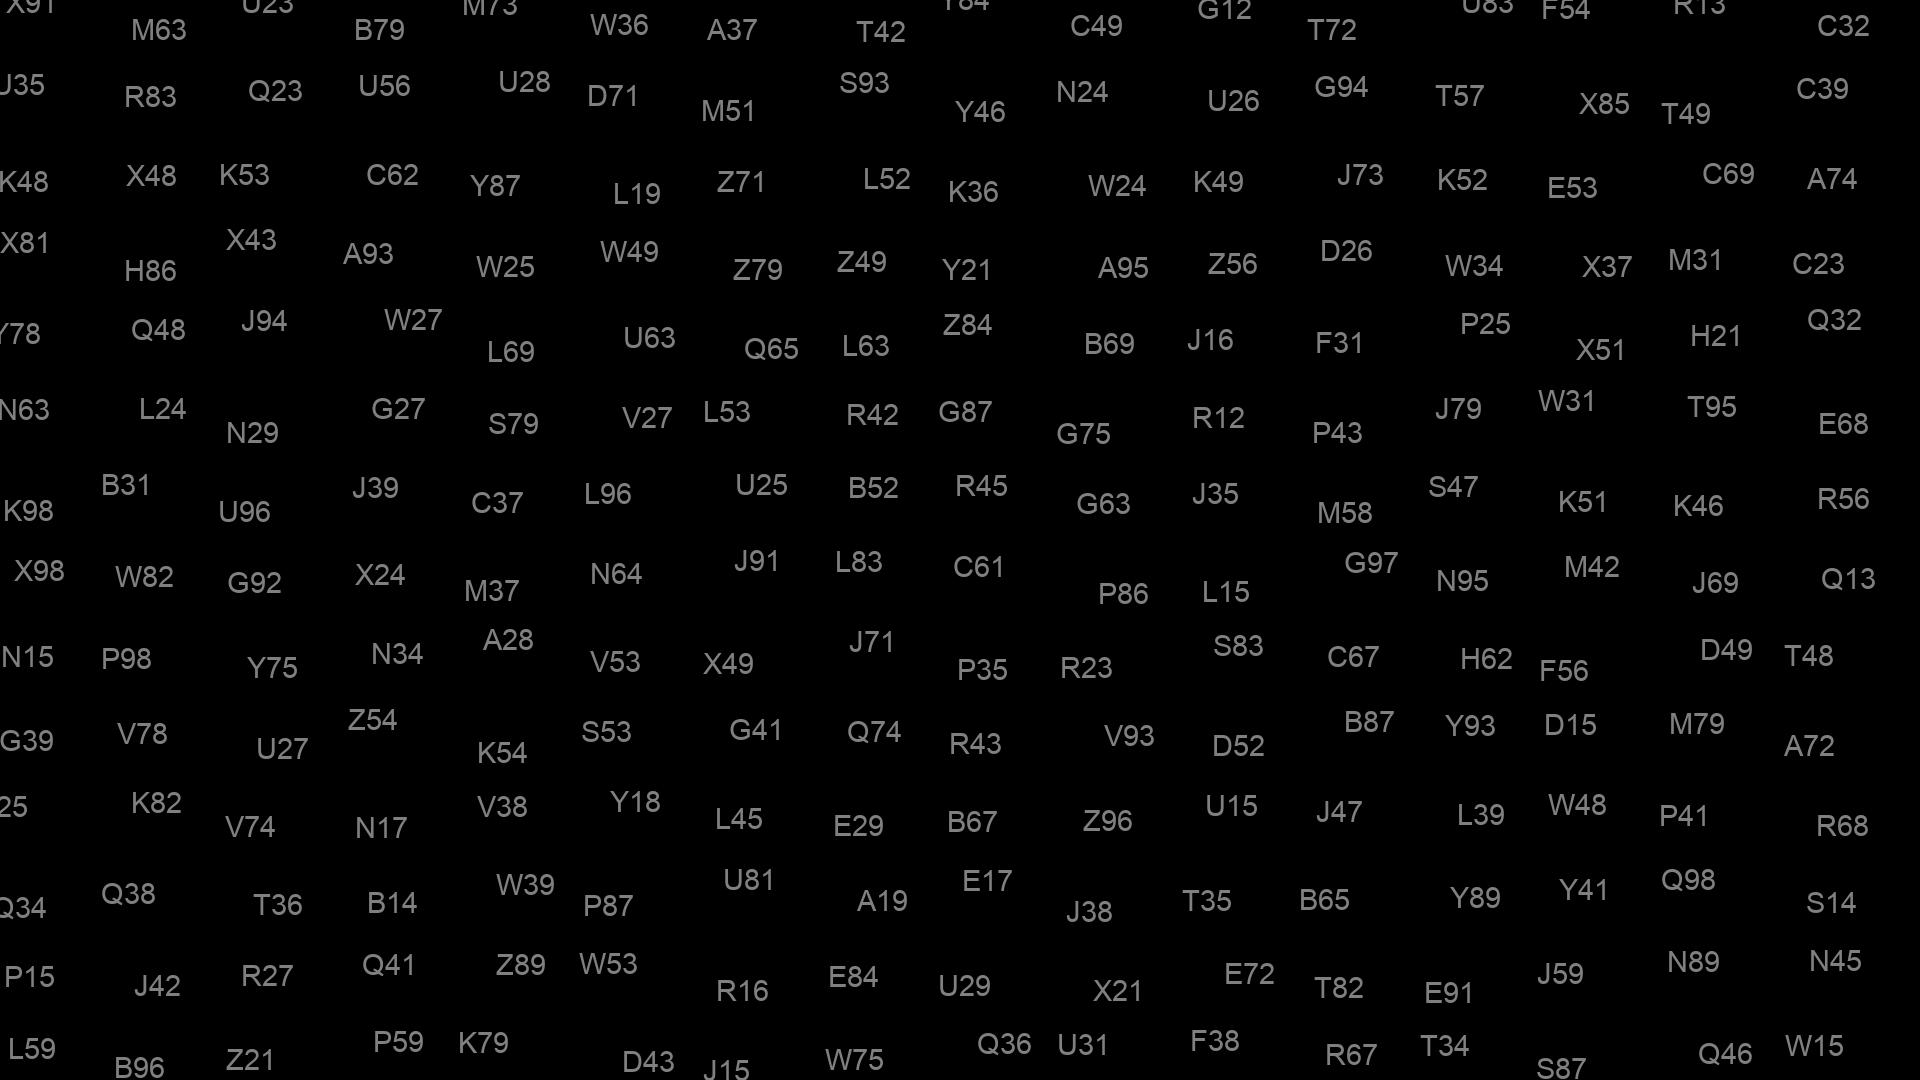 X91 M63 U23 B79 M73 W36 A37 T42 Y84 C49 G12 T72 U83 F54 R13 C32
U35 R83 Q23 U56 U28 D71 M51 S93 Y46 N24 U26 G94 T57 X85 T49 C39
K48 X48 K53 C62 Y87 L19 Z71 L52 K36 W24 K49 J73 K52 E53 C69 A74
X81 H86 X43 A93 W25 W49 Z79 Z49 Y21 A95 Z56 D26 W34 X37 M31 C23
Y78 Q48 J94 W27 L69 U63 Q65 L63 Z84 B69 J16 F31 P25 X51 H21 Q32
N63 L24 N29 G27 S79 V27 L53 R42 G87 G75 R12 P43 J79 W31 T95 E68
K98 B31 U96 J39 C37 L96 U25 B52 R45 G63 J35 M58 S47 K51 K46 R56
X98 W82 G92 X24 M37 N64 J91 L83 C61 P86 L15 G97 N95 M42 J69 Q13
N15 P98 Y75 N34 A28 V53 X49 J71 P35 R23 S83 C67 H62 F56 D49 T48
G39 V78 U27 Z54 K54 S53 G41 Q74 R43 V93 D52 B87 Y93 D15 M79 A72
25 K82 V74 N17 V38 Y18 L45 E29 B67 Z96 U15 J47 L39 W48 P41 R68
Q34 Q38 T36 B14 W39 P87 U81 A19 E17 J38 T35 B65 Y89 Y41 Q98 S14
P15 J42 R27 Q41 Z89 W53 R16 E84 U29 X21 E72 T82 E91 J59 N89 N45
L59 B96 Z21 P59 K79 D43 J15 W75 Q36 U31 F38 R67 T34 S87 Q46 W15